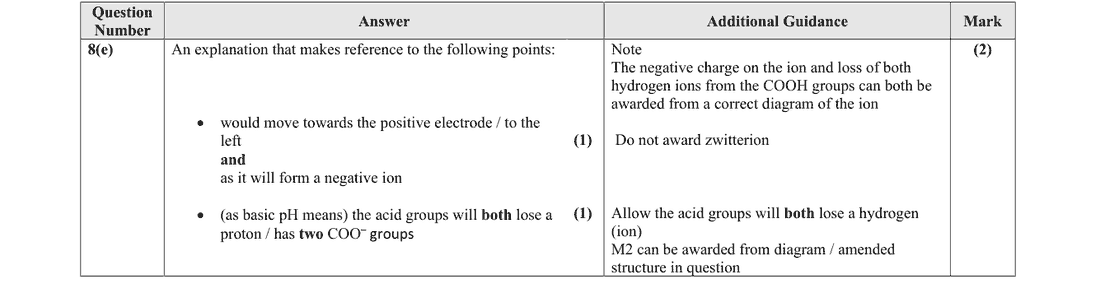 Question Number
Answer
Additional Guidance
Mark
8(e)
An explanation that makes reference to the following points:
• would move towards the positive electrode / to the
left
and
as it will form a negative ion
(1)
• (as basic pH means) the acid groups will both lose a
proton / has two COO⁻ groups
(1)
Note
The negative charge on the ion and loss of both
hydrogen ions from the COOH groups can both be
awarded from a correct diagram of the ion
Do not award zwitterion
Allow the acid groups will both lose a hydrogen
(ion)
M2 can be awarded from diagram / amended
structure in question
(2)